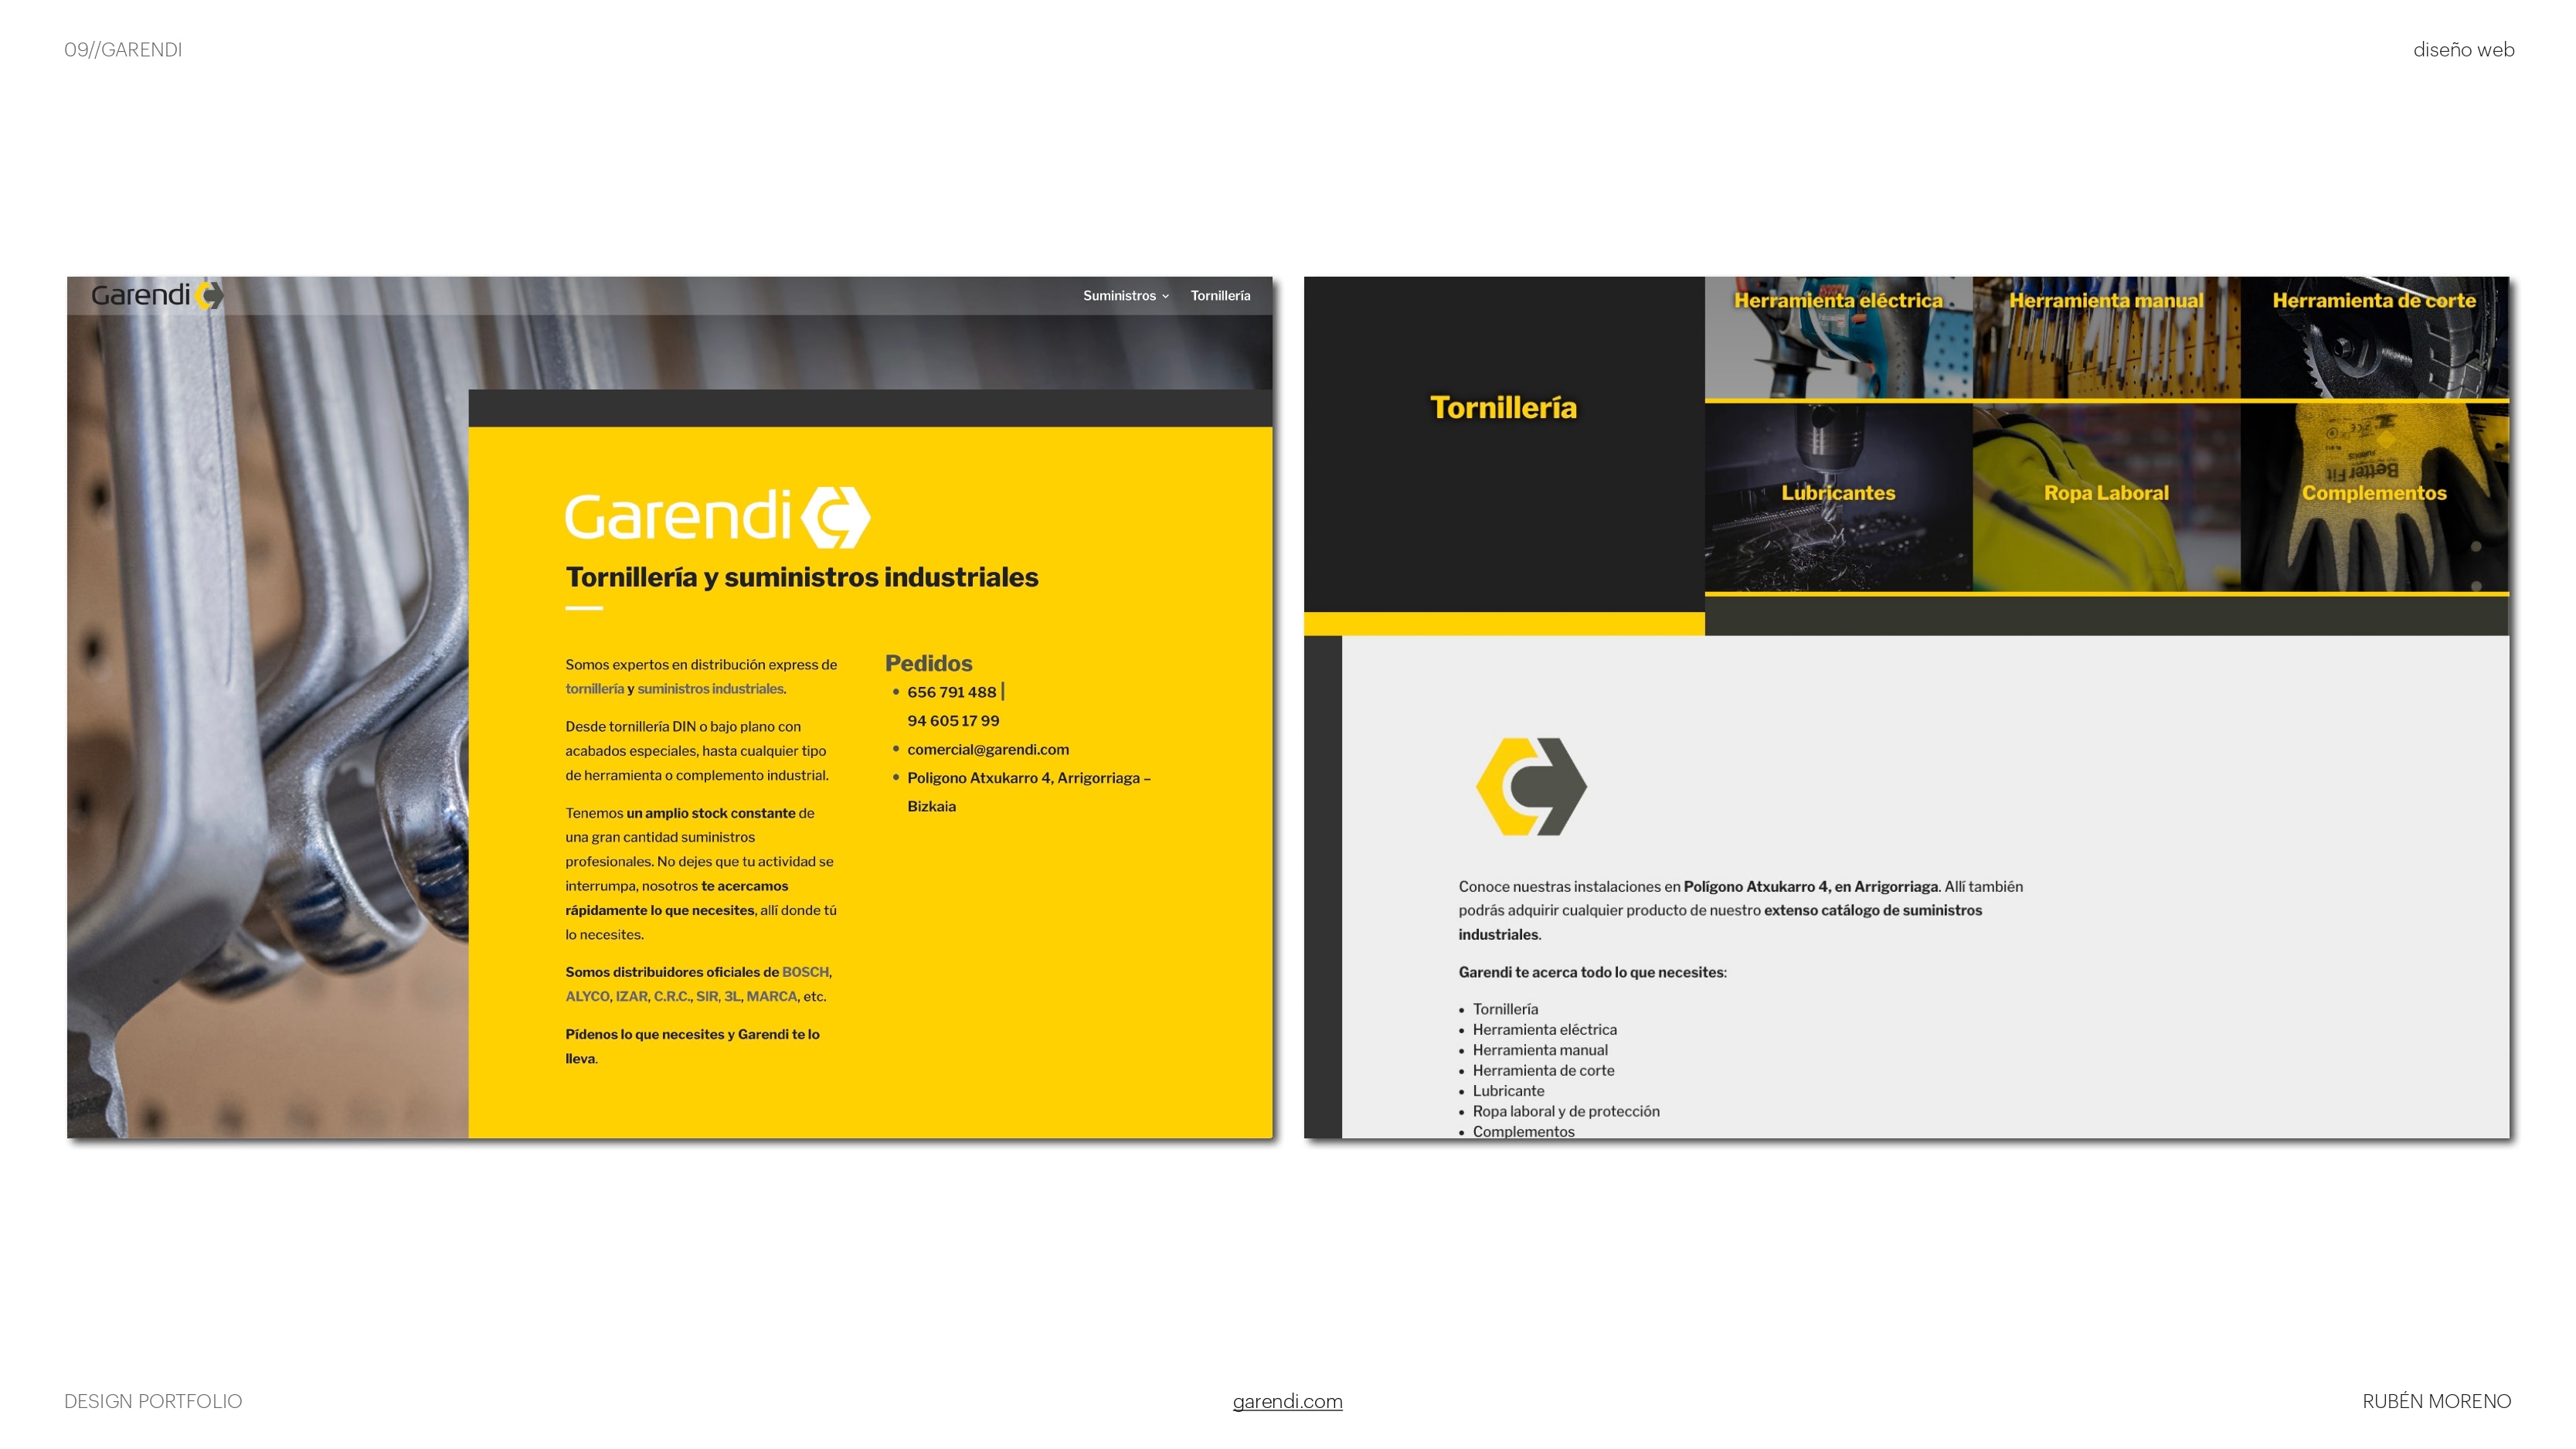 09//GARENDI
diseño web
Garendi
Suministros
Tornillería
Garendi
Tornillería y suministros industriales
Somos expertos en distribución express de
tornillería y suministros industriales.
Desde tornillería DIN o bajo plano con
acabados especiales, hasta cualquier tipo
de herramienta o complemento industrial.
Tenemos un amplio stock constante de
una gran cantidad suministros
profesionales. No dejes que tu actividad se
interrumpa, nosotros te acercamos
rápidamente lo que necesites, allí donde tú
lo necesites.
Somos distribuidores oficiales de BOSCH,
ALYCO, IZAR, C.R.C., SIR, 3L, MARCA, etc.
Pídenos lo que necesites y Garendi te lo
lleva.
Pedidos
• 656 791 488 |
94 605 17 99
• comercial@garendi.com
• Poligono Atxukarro 4, Arrigorriaga –
Bizkaia
Tornillería
Herramienta eléctrica
Herramienta manual
Herramienta de corte
Lubricantes
Ropa Laboral
Better Fit
Complementos
Conoce nuestras instalaciones en Polígono Atxukarro 4, en Arrigorriaga. Allí también
podrás adquirir cualquier producto de nuestro extenso catálogo de suministros
industriales.
Garendi te acerca todo lo que necesites:
• Tornillería
• Herramienta eléctrica
• Herramienta manual
• Herramienta de corte
• Lubricante
• Ropa laboral y de protección
• Complementos
DESIGN PORTFOLIO
garendi.com
RUBÉN MORENO